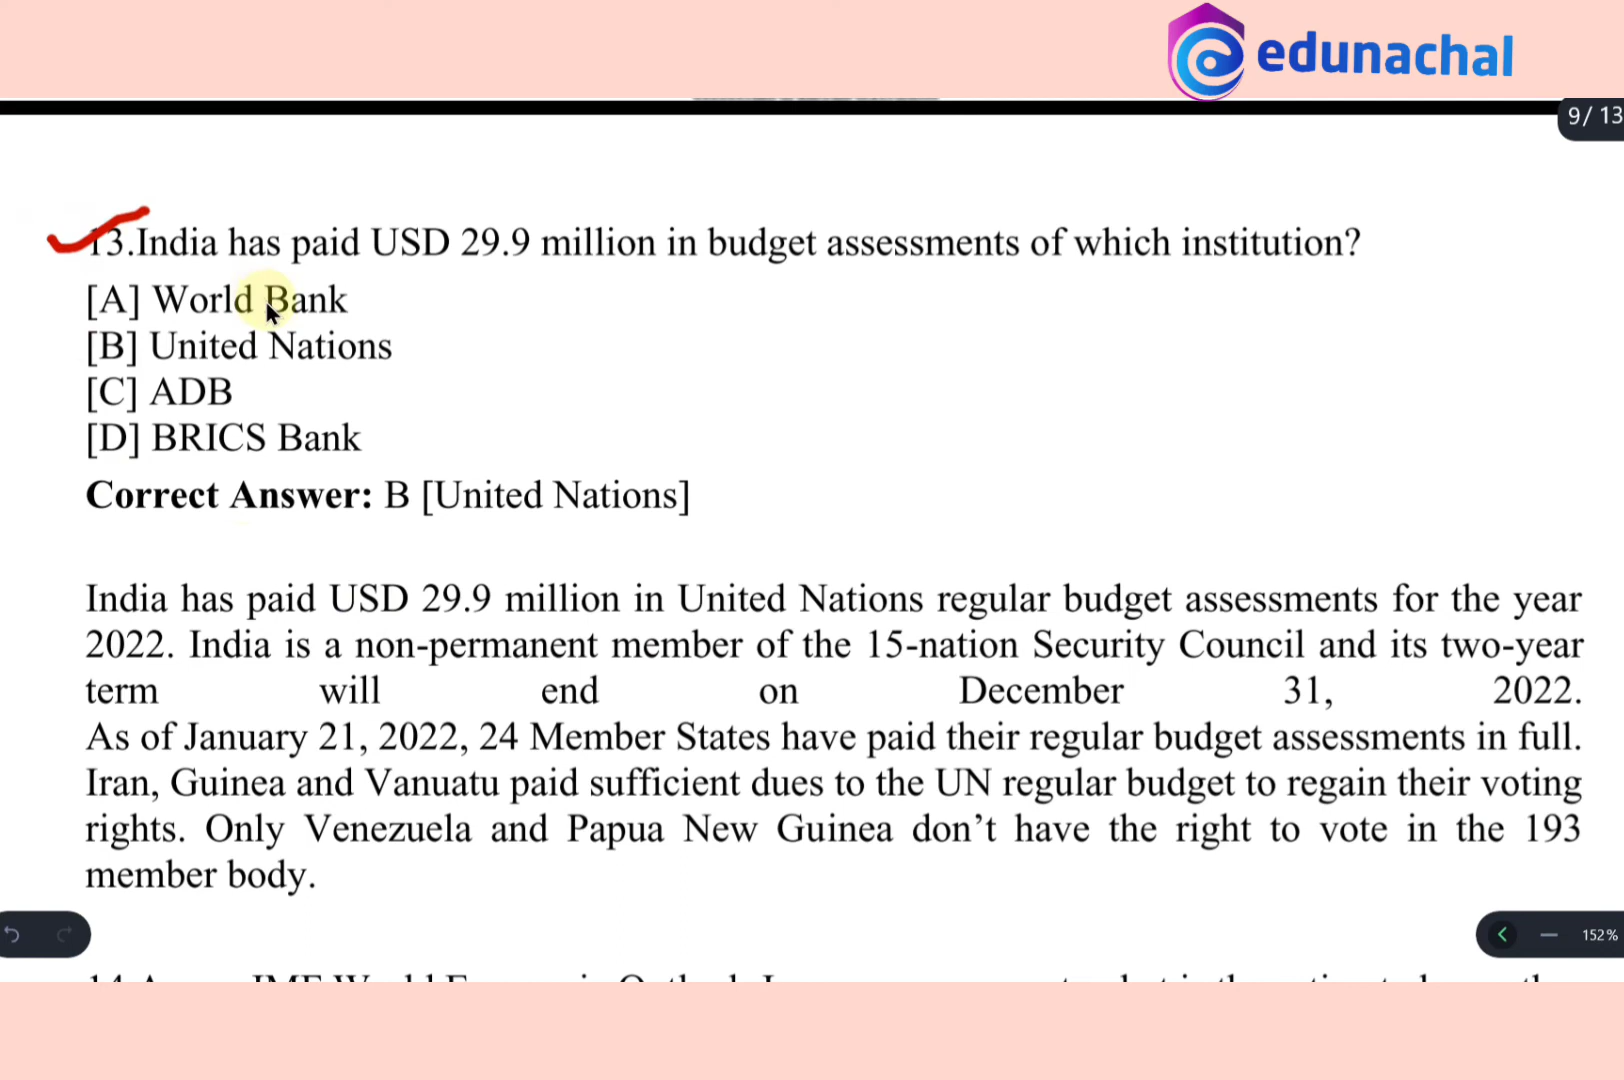 edunachal
9/ 13
13.India has paid USD 29.9 million in budget assessments of which institution?
[A] World Bank
[B] United Nations
[C] ADB
[D] BRICS Bank
Correct Answer: B [United Nations]
India has paid USD 29.9 million in United Nations regular budget assessments for the year
2022. India is a non-permanent member of the 15-nation Security Council and its two-year
term will end on December 31, 2022.
As of January 21, 2022, 24 Member States have paid their regular budget assessments in full.
Iran, Guinea and Vanuatu paid sufficient dues to the UN regular budget to regain their voting
rights. Only Venezuela and Papua New Guinea don’t have the right to vote in the 193
member body.
152%